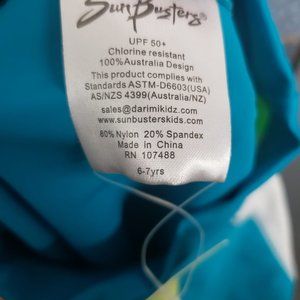 SunBusters®
UPF 50+
Chlorine resistant
100%Australia Design
This product complies with
Standards ASTM-D6603(USA)
AS/NZS 4399(Australia/NZ)
sales@darimikidz.com
www.sunbusterskids.com
80% Nylon 20% Spandex
Made in China
RN 107488
6-7yrs